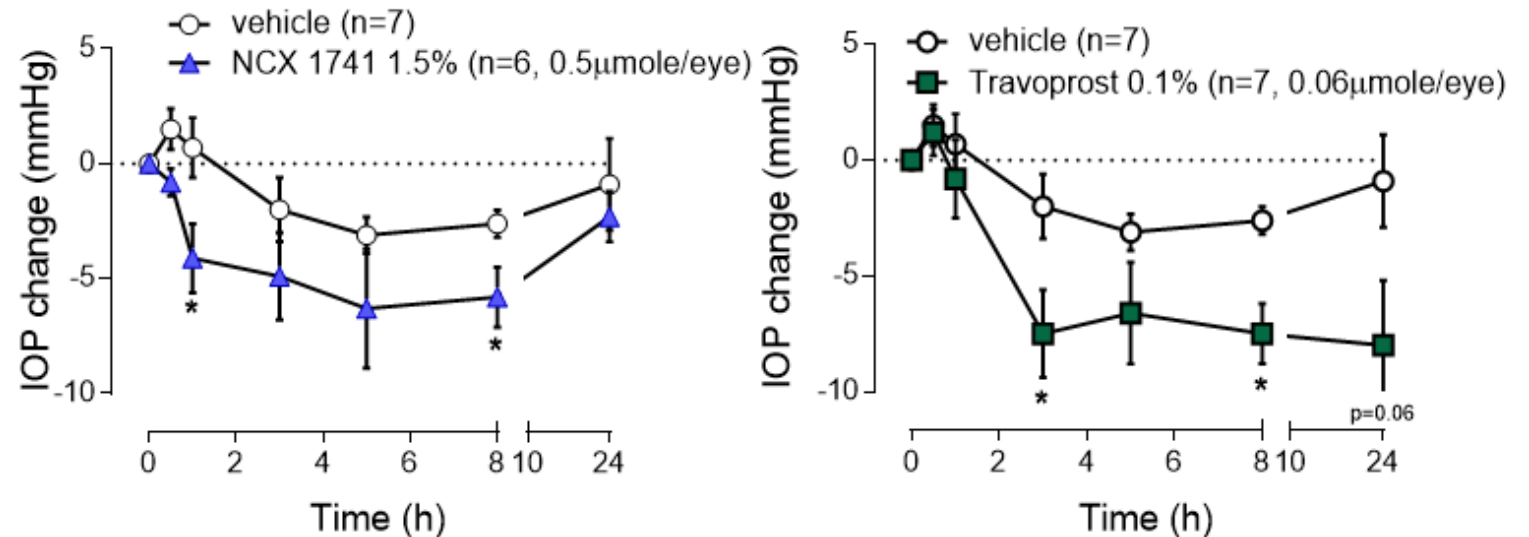 vehicle (n=7)
NCX 1741 1.5% (n=6, 0.5μmole/eye)
IOP change (mmHg)
5
0
-5
-10
*
*
0 2 4 6 8 10 24
Time (h)
vehicle (n=7)
Travoprost 0.1% (n=7, 0.06μmole/eye)
IOP change (mmHg)
5
0
-5
-10
*
*
p=0.06
0 2 4 6 8 10 24
Time (h)